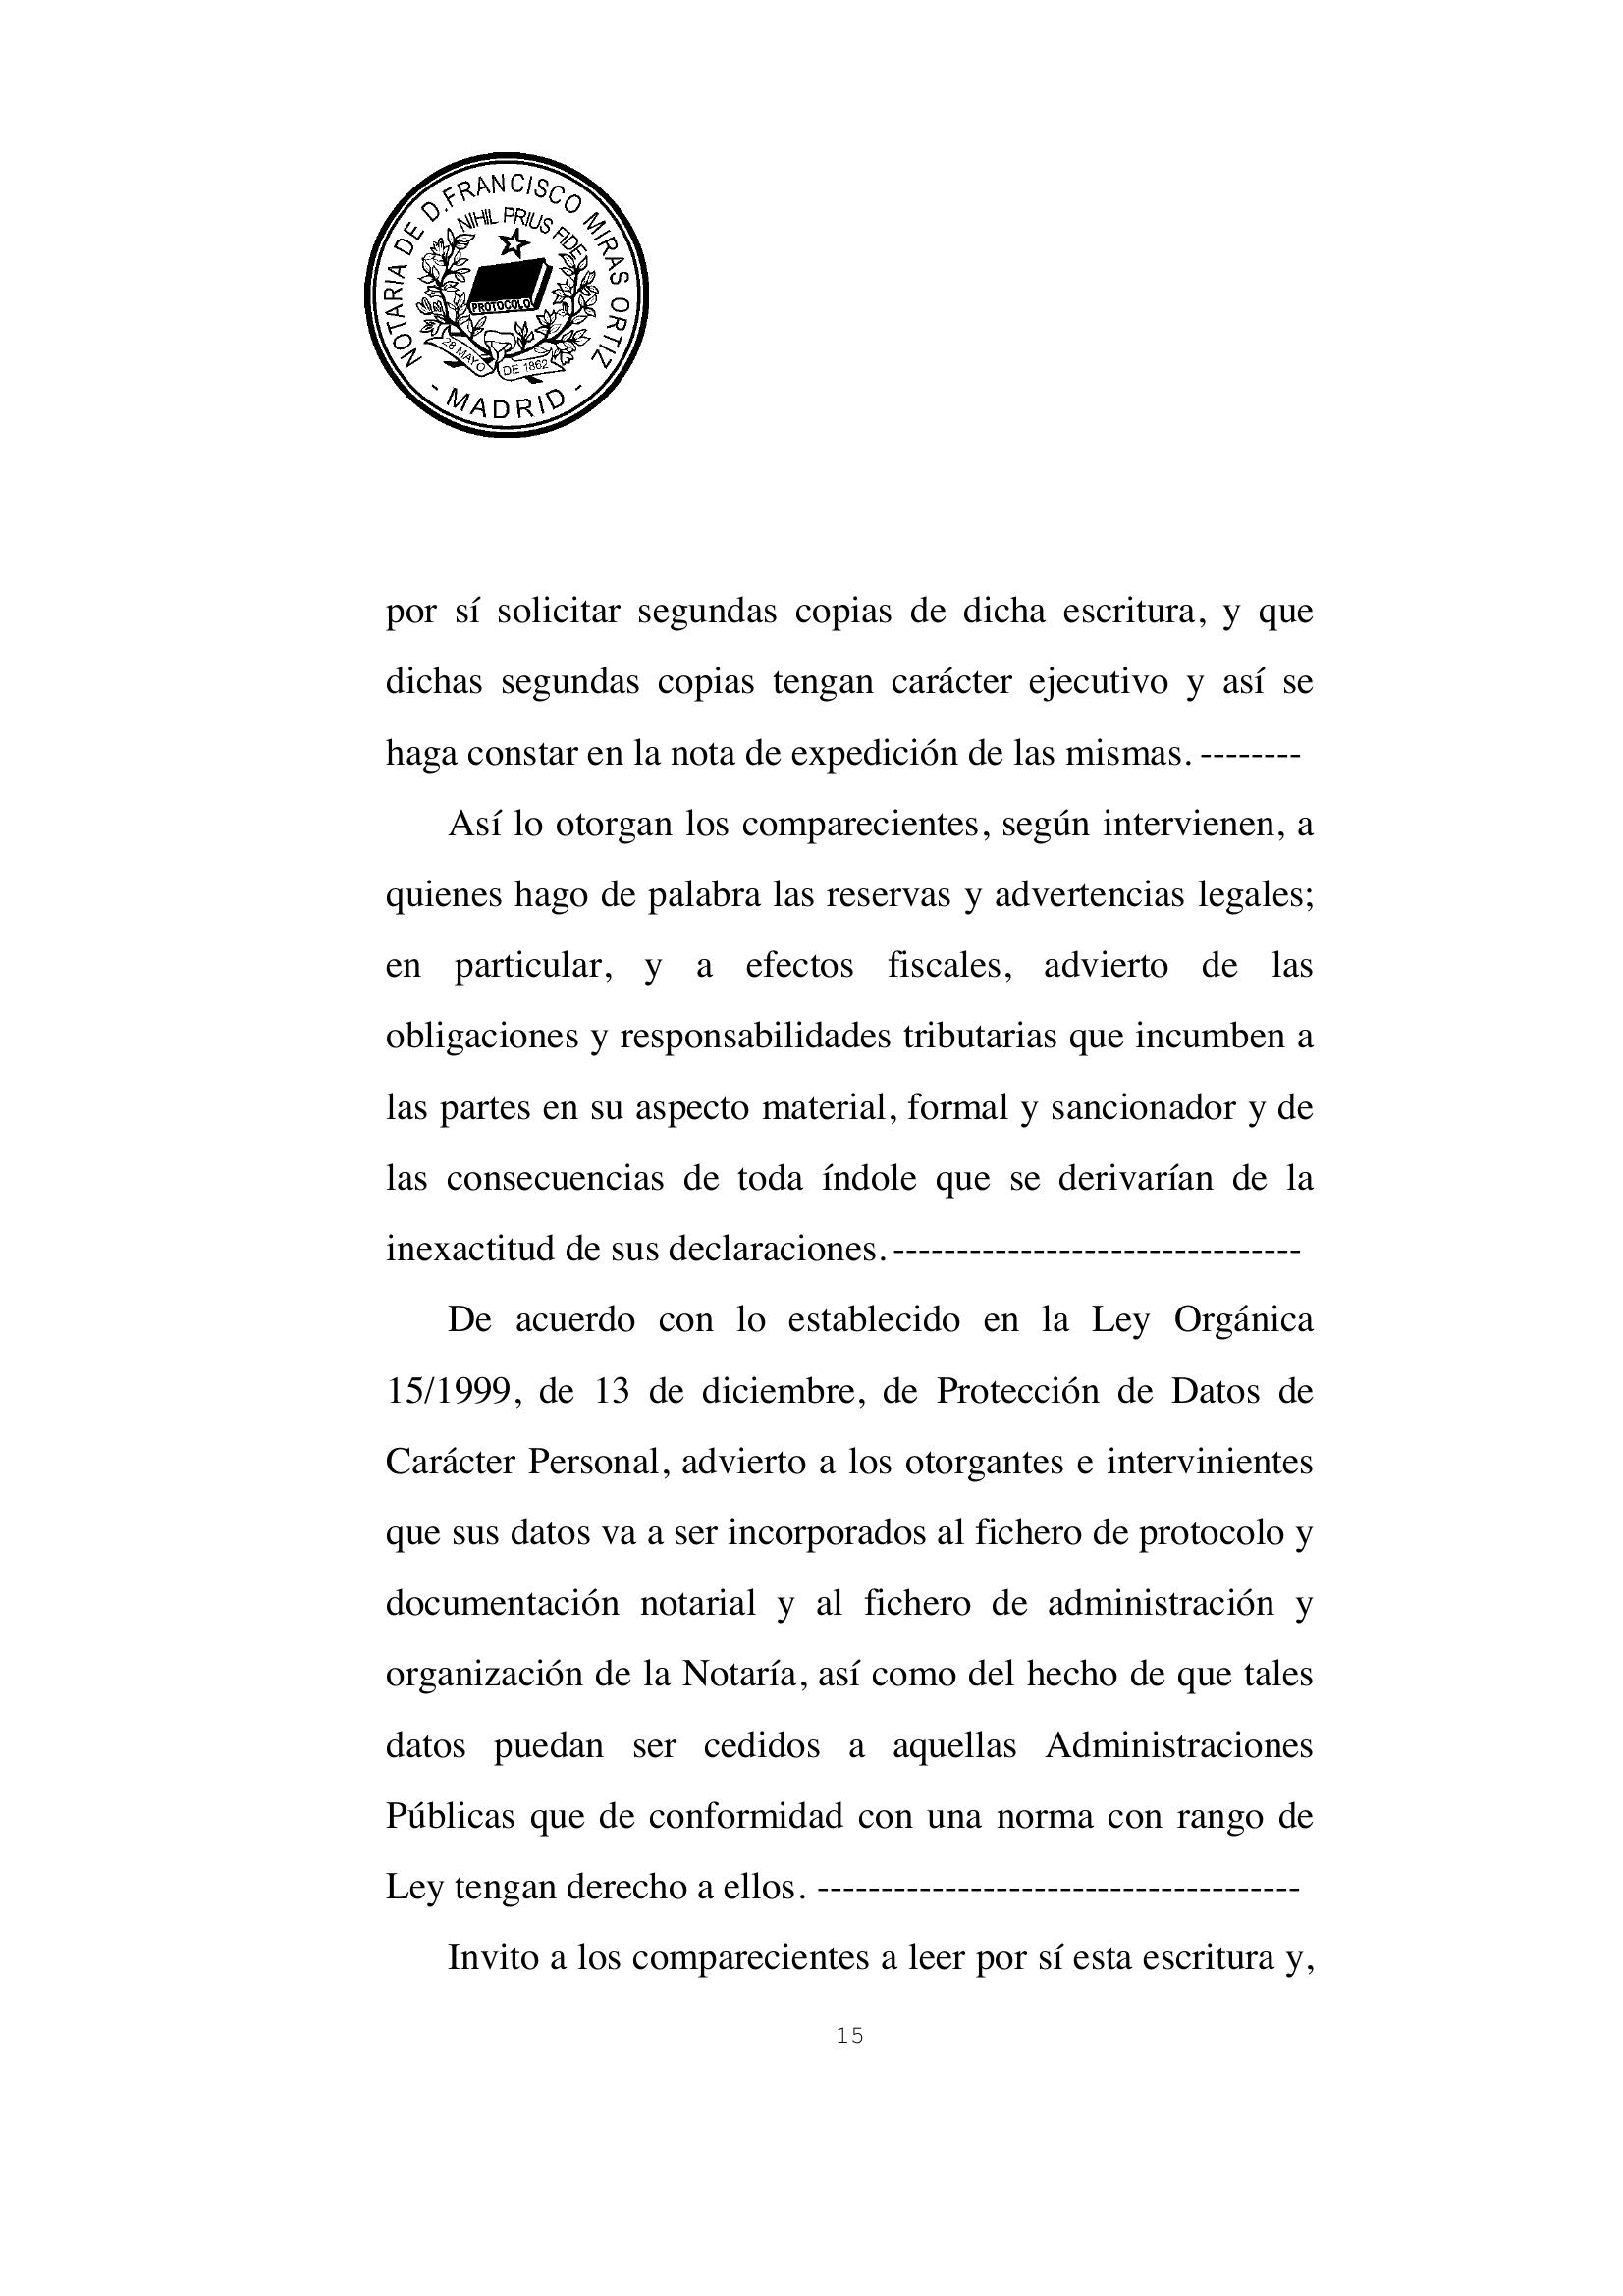 NOTARIA DE D.FRANCISCO MIRAS ORTIZ
NIHIL PRIUS FIDE
PROTOCOLO
28 MAYO DE 1862
- MADRID -
por sí solicitar segundas copias de dicha escritura, y que
dichas segundas copias tengan carácter ejecutivo y así se
haga constar en la nota de expedición de las mismas. --------
Así lo otorgan los comparecientes, según intervienen, a
quienes hago de palabra las reservas y advertencias legales;
en particular, y a efectos fiscales, advierto de las
obligaciones y responsabilidades tributarias que incumben a
las partes en su aspecto material, formal y sancionador y de
las consecuencias de toda índole que se derivarían de la
inexactitud de sus declaraciones. --------------------------------
De acuerdo con lo establecido en la Ley Orgánica
15/1999, de 13 de diciembre, de Protección de Datos de
Carácter Personal, advierto a los otorgantes e intervinientes
que sus datos va a ser incorporados al fichero de protocolo y
documentación notarial y al fichero de administración y
organización de la Notaría, así como del hecho de que tales
datos puedan ser cedidos a aquellas Administraciones
Públicas que de conformidad con una norma con rango de
Ley tengan derecho a ellos. --------------------------------------
Invito a los comparecientes a leer por sí esta escritura y,
15